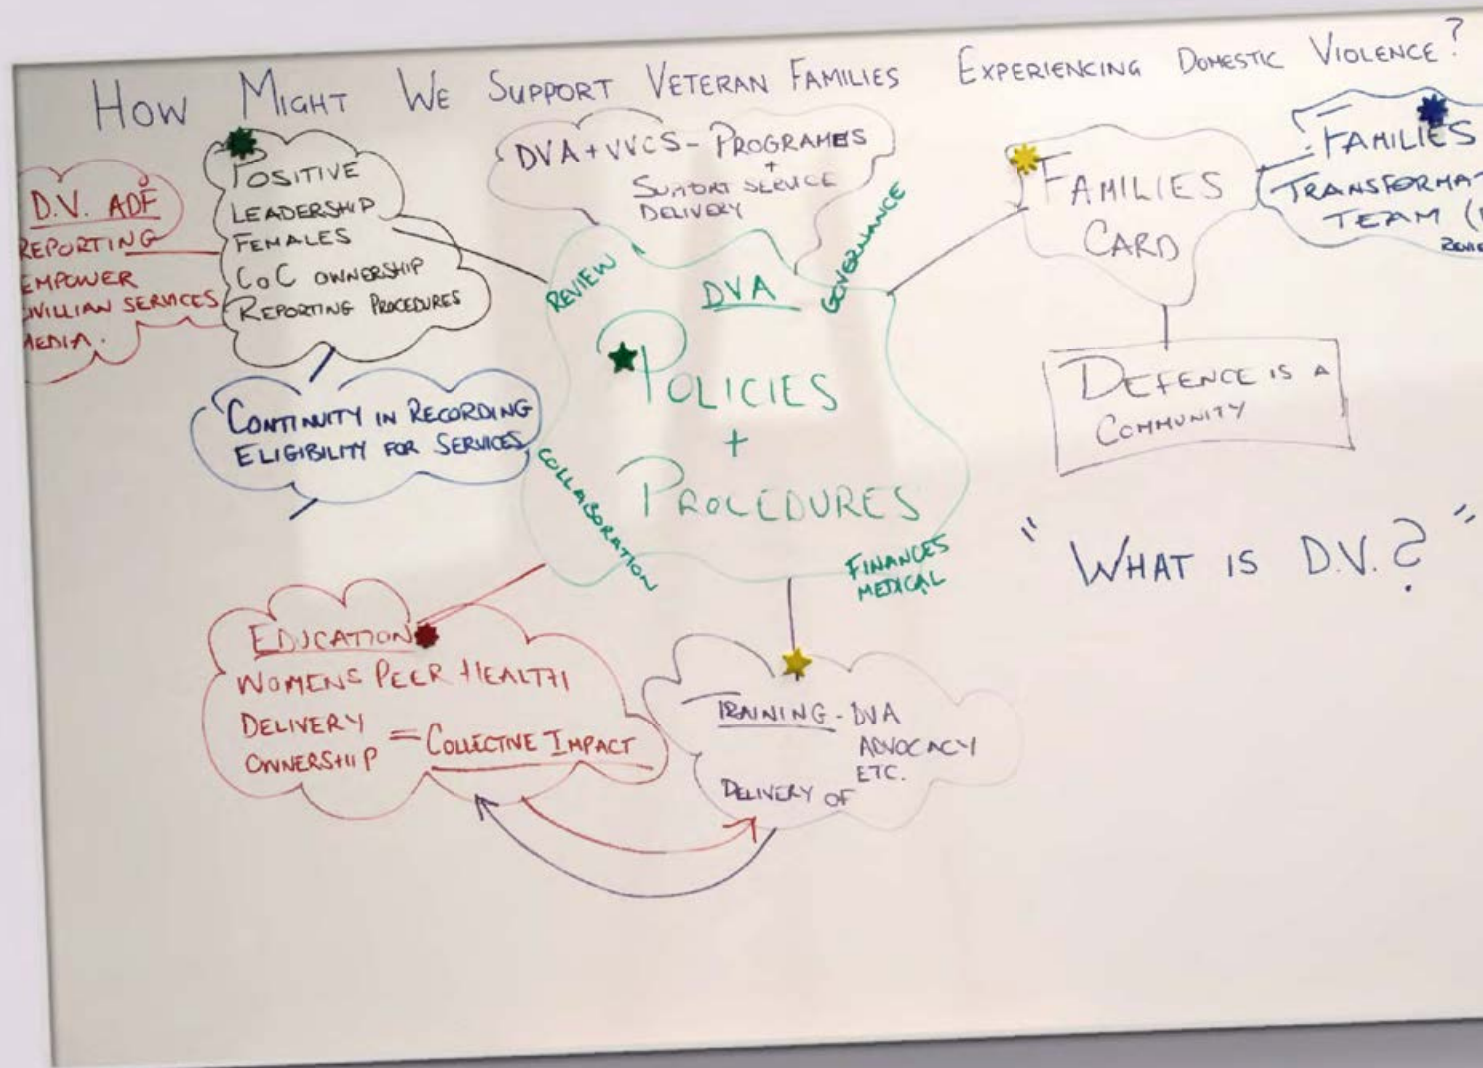 How Might We Support Veteran Families Experiencing Domestic Violence?
D.V. ADF
REPORTING
EMPOWER
MEDIA.
POSITIVE
LEADERSHIP
FEMALES
CoC OWNERSHIP
REPORTING PROCEDURES
DVA + VVCS - PROGRAMES
+
SUPPORT SERVICE
DELIVERY
FAMILIES
CARD
FAMILIES
TEAM
DEFENCE IS A
COMMUNITY
"WHAT IS D.V.?"
CONTINUITY IN RECORDING
ELIGIBILITY FOR SERVICES
REVIEW
GOVERNANCE
DVA
POLICIES
+
PROCEDURES
COLLABORATION
FINANCES
MEDICAL
EDUCATION
WOMENS PEER HEALTH
DELIVERY
OWNERSHIP = COLLECTIVE IMPACT
TRAINING - DVA
ADVOCACY
ETC.
DELIVERY OF